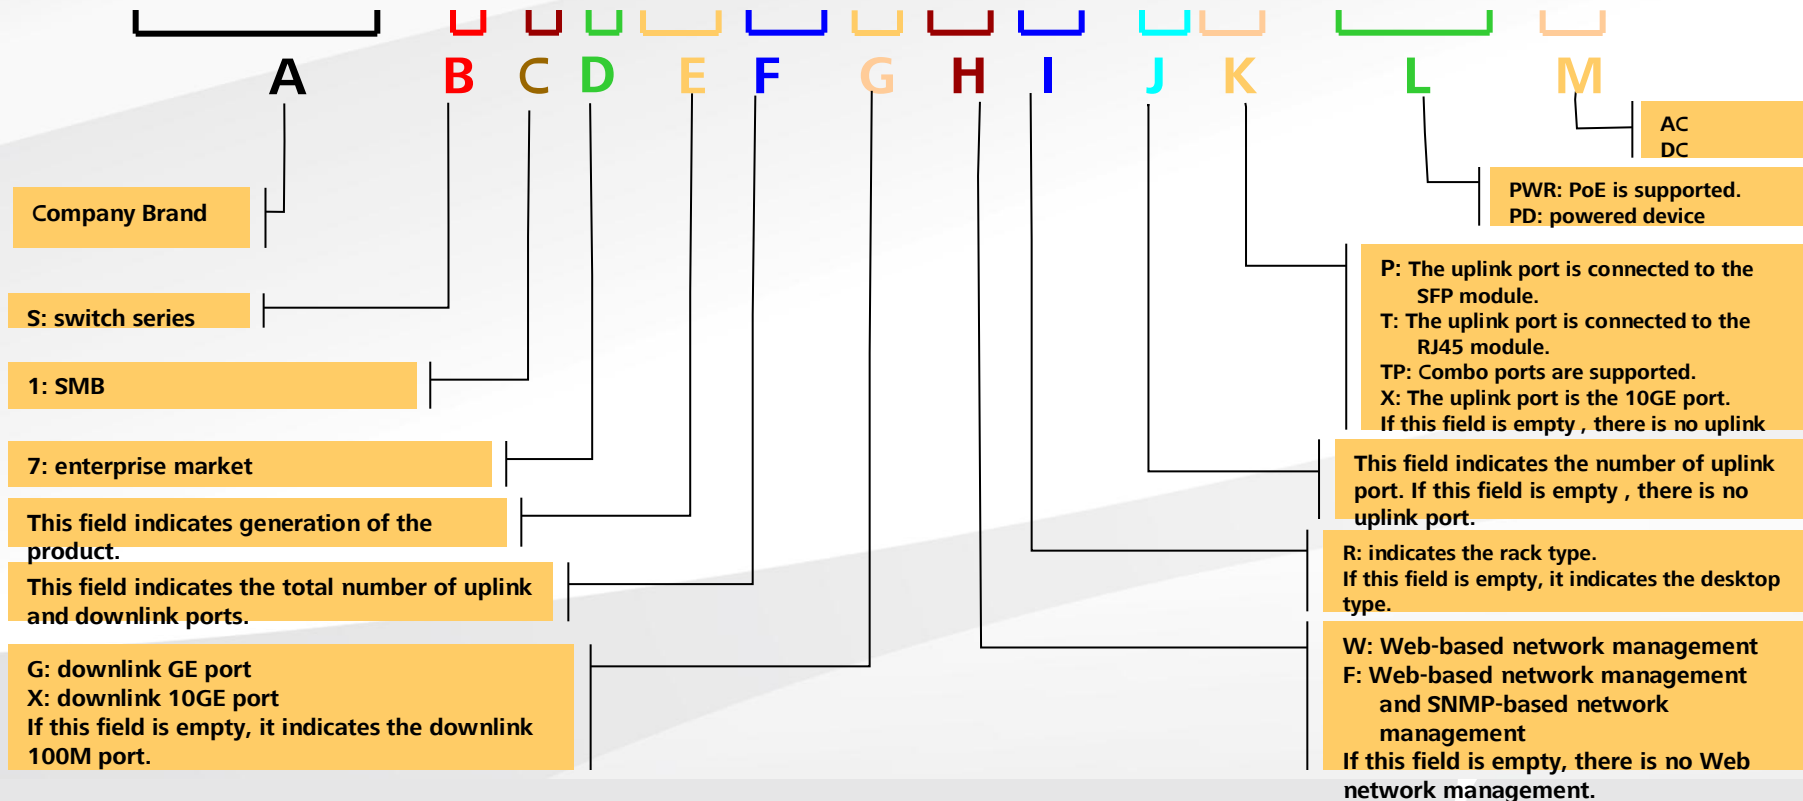 A B C D E F G H I J K L M
AC
DC
PWR: PoE is supported.
PD: powered device
Company Brand
S: switch series
1: SMB
7: enterprise market
This field indicates generation of the
product.
This field indicates the total number of uplink
and downlink ports.
G: downlink GE port
X: downlink 10GE port
If this field is empty, it indicates the downlink
100M port.
P: The uplink port is connected to the
SFP module.
T: The uplink port is connected to the
RJ45 module.
TP: Combo ports are supported.
X: The uplink port is the 10GE port.
If this field is empty , there is no uplink
This field indicates the number of uplink
port. If this field is empty , there is no
uplink port.
R: indicates the rack type.
If this field is empty, it indicates the desktop
type.
W: Web-based network management
F: Web-based network management
and SNMP-based network
management
If this field is empty, there is no Web
network management.